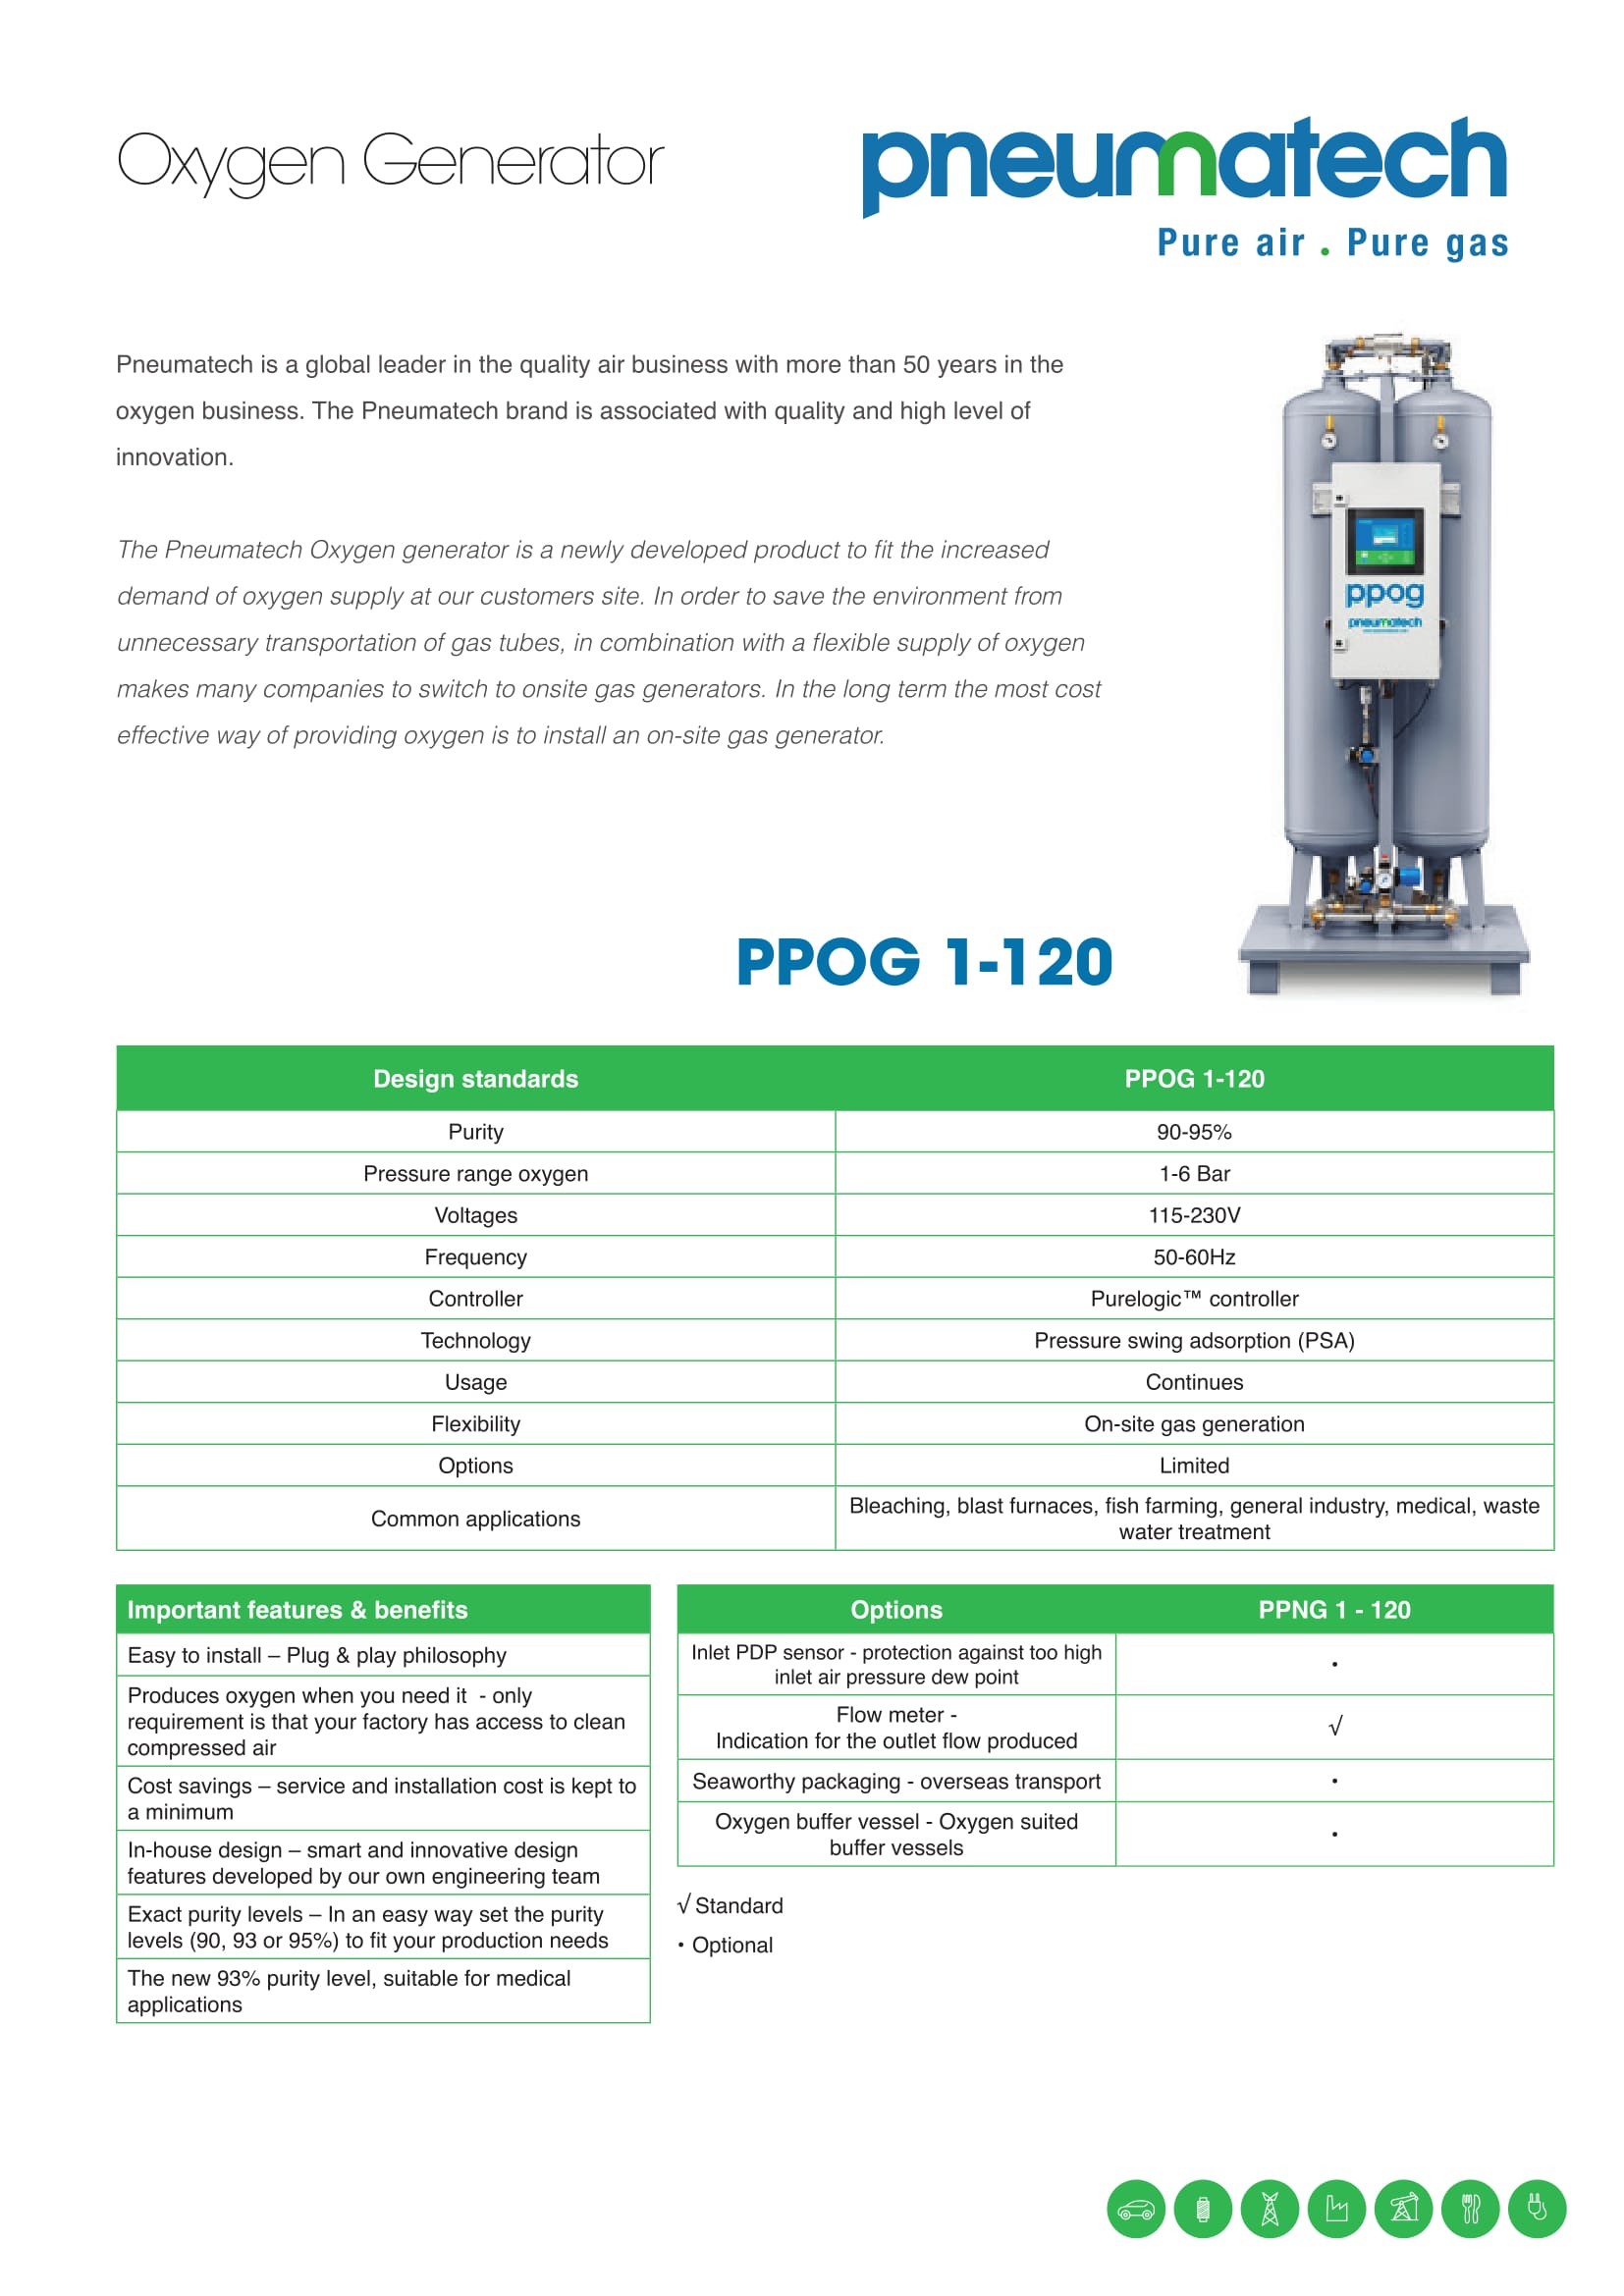 Oxygen Generator
pneumatech
Pure air . Pure gas
Pneumatech is a global leader in the quality air business with more than 50 years in the
oxygen business. The Pneumatech brand is associated with quality and high level of
innovation.
The Pneumatech Oxygen generator is a newly developed product to fit the increased
demand of oxygen supply at our customers site. In order to save the environment from
unnecessary transportation of gas tubes, in combination with a flexible supply of oxygen
makes many companies to switch to onsite gas generators. In the long term the most cost
effective way of providing oxygen is to install an on-site gas generator.
ppog
pneumatech
PPOG 1-120
Design standards PPOG 1-120
Purity 90-95%
Pressure range oxygen 1-6 Bar
Voltages 115-230V
Frequency 50-60Hz
Controller Purelogic™ controller
Technology Pressure swing adsorption (PSA)
Usage Continues
Flexibility On-site gas generation
Options Limited
Common applications Bleaching, blast furnaces, fish farming, general industry, medical, waste
water treatment
Important features & benefits
Easy to install – Plug & play philosophy
Produces oxygen when you need it - only
requirement is that your factory has access to clean
compressed air
Cost savings – service and installation cost is kept to
a minimum
In-house design – smart and innovative design
features developed by our own engineering team
Exact purity levels – In an easy way set the purity
levels (90, 93 or 95%) to fit your production needs
The new 93% purity level, suitable for medical
applications
Options PPNG 1 - 120
Inlet PDP sensor - protection against too high
inlet air pressure dew point •
Flow meter -
Indication for the outlet flow produced √
Seaworthy packaging - overseas transport •
Oxygen buffer vessel - Oxygen suited
buffer vessels •
√ Standard
• Optional